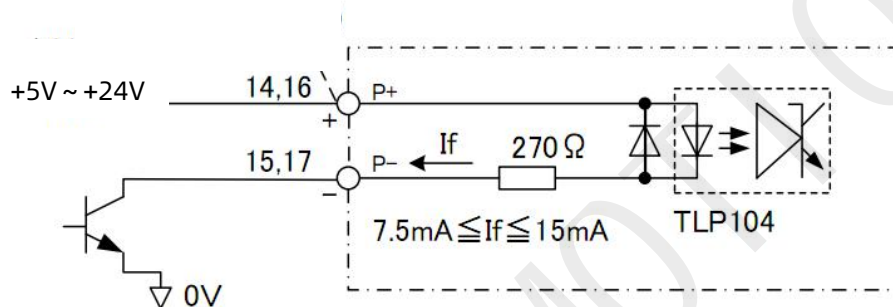 +5V ~ +24V
14,16
P+
+
If
270Ω
15,17
P−
−
7.5mA≦If≦15mA
TLP104
0V